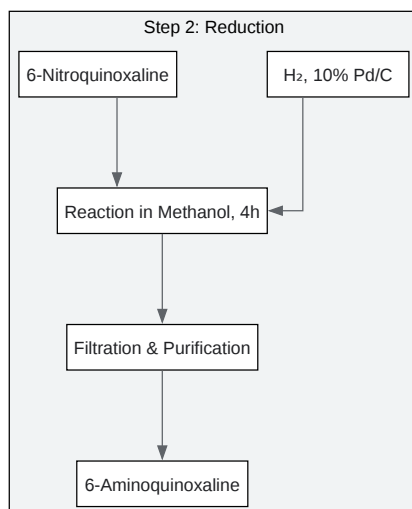 Step 2: Reduction
6-Nitroquinoxaline
H₂, 10% Pd/C
Reaction in Methanol, 4h
Filtration & Purification
6-Aminoquinoxaline